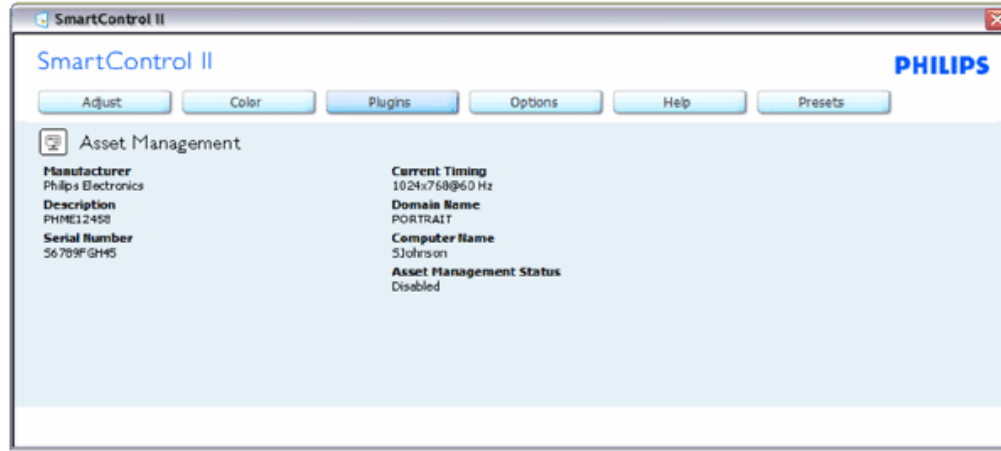 SmartControl II
SmartControl II
PHILIPS
Adjust Color Plugins Options Help Presets
Asset Management
Manufacturer
Philips Electronics
Description
PHME12458
Serial Number
S6789FGH45
Current Timing
1024x768@60 Hz
Domain Name
PORTRAIT
Computer Name
SJohnson
Asset Management Status
Disabled